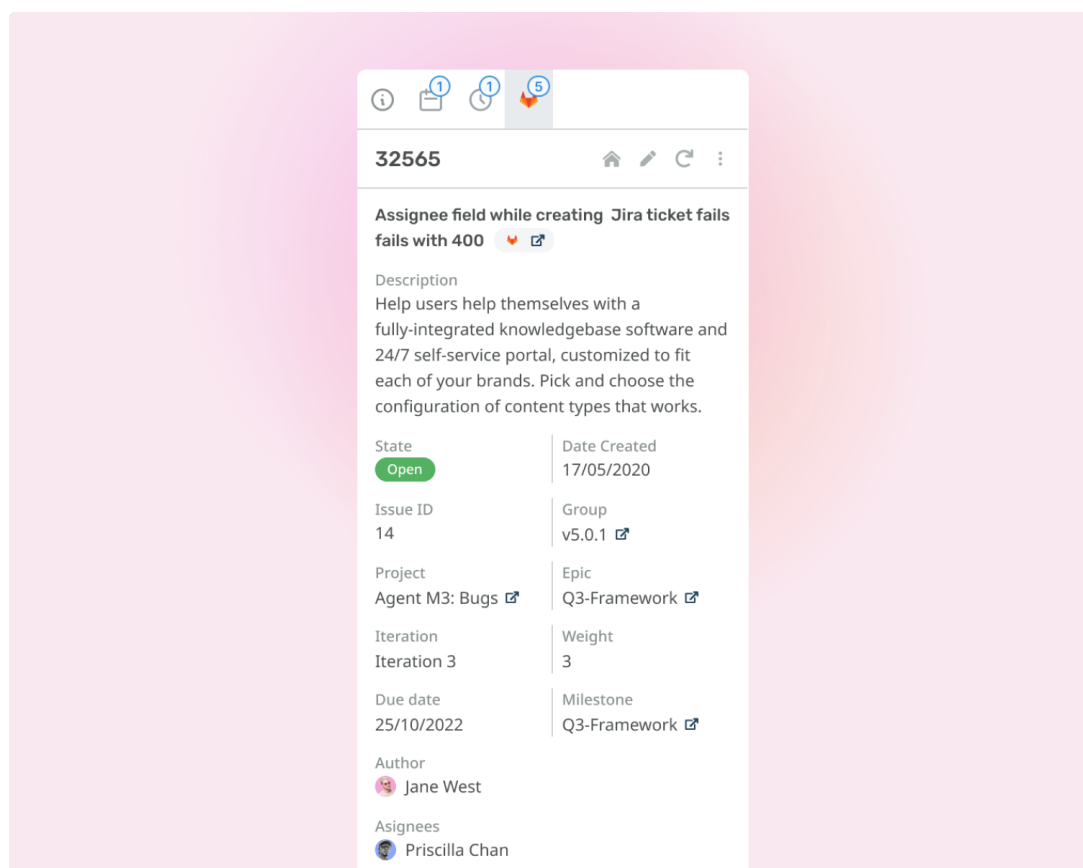 1
1
5
32565
Assignee field while creating  Jira ticket fails
fails with 400
Description
Help users help themselves with a
fully-integrated knowledgebase software and
24/7 self-service portal, customized to fit
each of your brands. Pick and choose the
configuration of content types that works.
State
Open
Date Created
17/05/2020
Issue ID
14
Group
v5.0.1
Project
Agent M3: Bugs
Epic
Q3-Framework
Iteration
Iteration 3
Weight
3
Due date
25/10/2022
Milestone
Q3-Framework
Author
Jane West
Asignees
Priscilla Chan